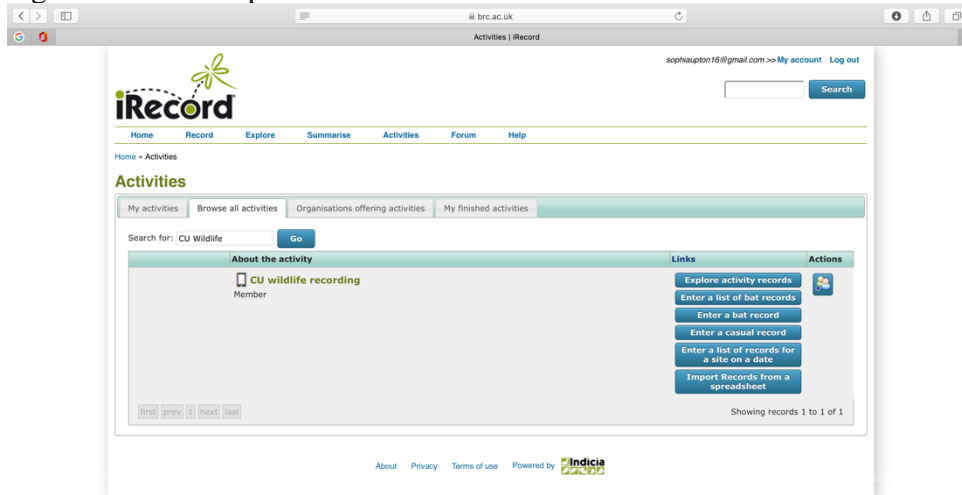 brc.ac.uk
Activities | iRecord
sophiaupton16@gmail.com >> My account Log out
iRecord
Search
Home Record Explore Summarise Activities Forum Help
Home » Activities
Activities
My activities Browse all activities Organisations offering activities My finished activities
Search for: CU Wildlife Go
About the activity Links Actions
CU wildlife recording
Member
Explore activity records
Enter a list of bat records
Enter a bat record
Enter a casual record
Enter a list of records for
a site on a date
Import Records from a
spreadsheet
first prev 1 next last Showing records 1 to 1 of 1
About Privacy Terms of use Powered by Indicia